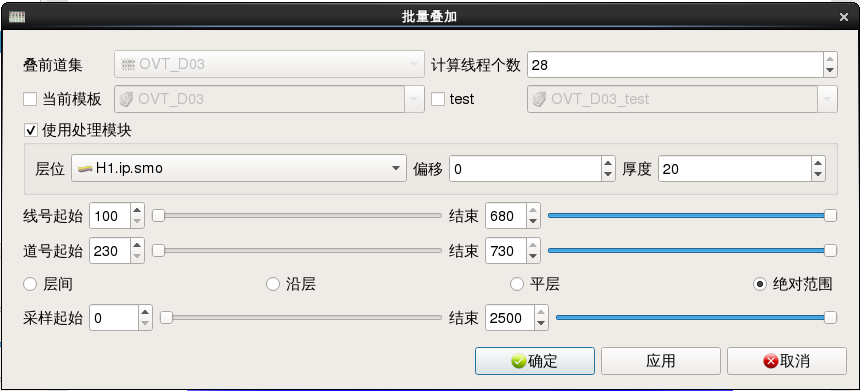 批量叠加
叠前道集 OVT_D03 计算线程个数 28
当前模板 OVT_D03 test OVT_D03_test
使用处理模块
层位 H1.ip.smo 偏移 0 厚度 20
线号起始 100 结束 680
道号起始 230 结束 730
层间 沿层 平层 绝对范围
采样起始 0 结束 2500
确定 应用 取消